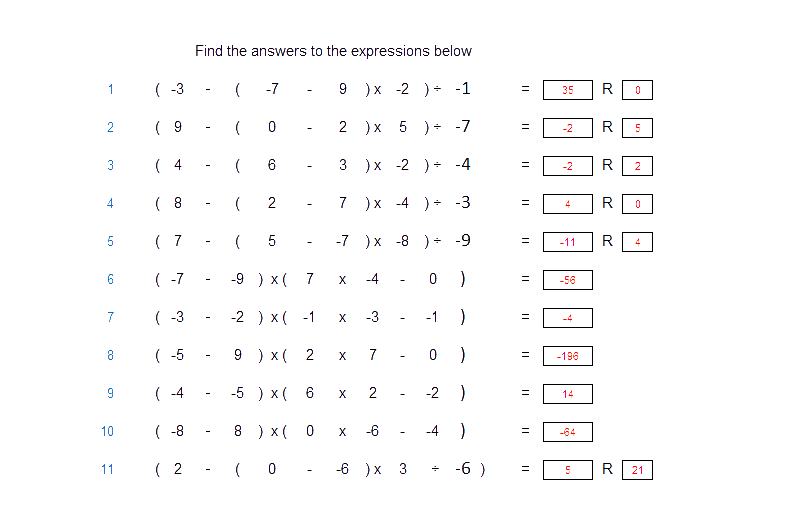 Find the answers to the expressions below
1 ( -3 - ( -7 - 9 ) x -2 ) ÷ -1 = 35 R 0
2 ( 9 - ( 0 - 2 ) x 5 ) ÷ -7 = -2 R 5
3 ( 4 - ( 6 - 3 ) x -2 ) ÷ -4 = -2 R 2
4 ( 8 - ( 2 - 7 ) x -4 ) ÷ -3 = 4 R 0
5 ( 7 - ( 5 - -7 ) x -8 ) ÷ -9 = -11 R 4
6 ( -7 - -9 ) x ( 7 x -4 - 0 ) = -56
7 ( -3 - -2 ) x ( -1 x -3 - -1 ) = -4
8 ( -5 - 9 ) x ( 2 x 7 - 0 ) = -196
9 ( -4 - -5 ) x ( 6 x 2 - -2 ) = 14
10 ( -8 - 8 ) x ( 0 x -6 - -4 ) = -64
11 ( 2 - ( 0 - -6 ) x 3 ÷ -6 ) = 5 R 21